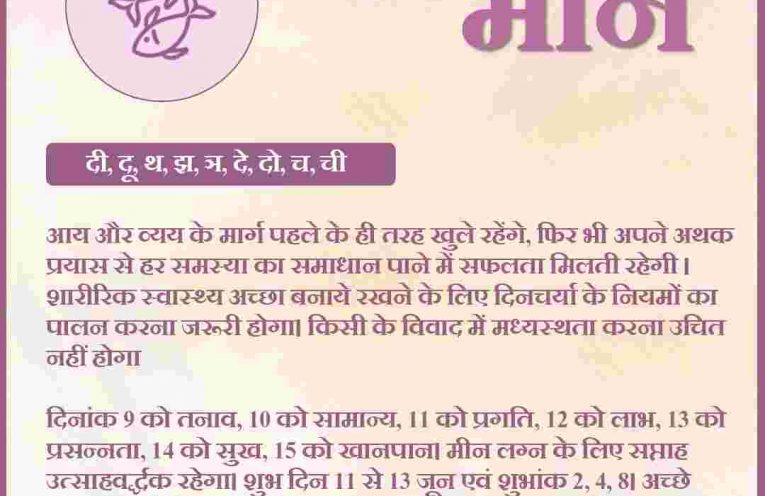 मीन
दी, दू, थ, झ, ञ, दे, दो, च, ची
आय और व्यय के मार्ग पहले के ही तरह खुले रहेंगे, फिर भी अपने अथक
प्रयास से हर समस्या का समाधान पाने में सफलता मिलती रहेगी ।
शारीरिक स्वास्थ्य अच्छा बनाये रखने के लिए दिनचर्या के नियमों का
पालन करना जरूरी होगा। किसी के विवाद में मध्यस्थता करना उचित
नहीं होगा
दिनांक 9 को तनाव, 10 को सामान्य, 11 को प्रगति, 12 को लाभ, 13 को
प्रसन्नता, 14 को सुख, 15 को खानपान। मीन लग्न के लिए सप्ताह
उत्साहवर्द्धक रहेगा। शुभ दिन 11 से 13 जून एवं शुभांक 2, 4, 8। अच्छे